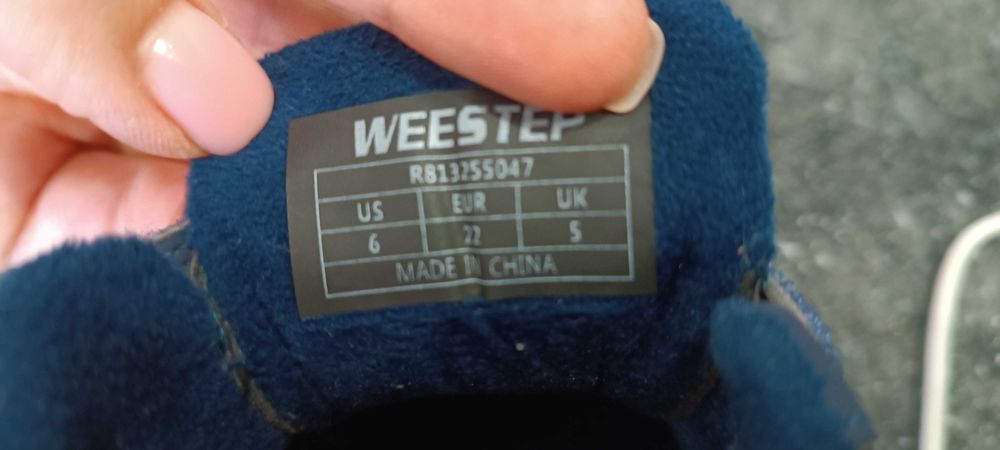 WEESTEP
R813255047
US EUR UK
6 22 5
MADE IN CHINA